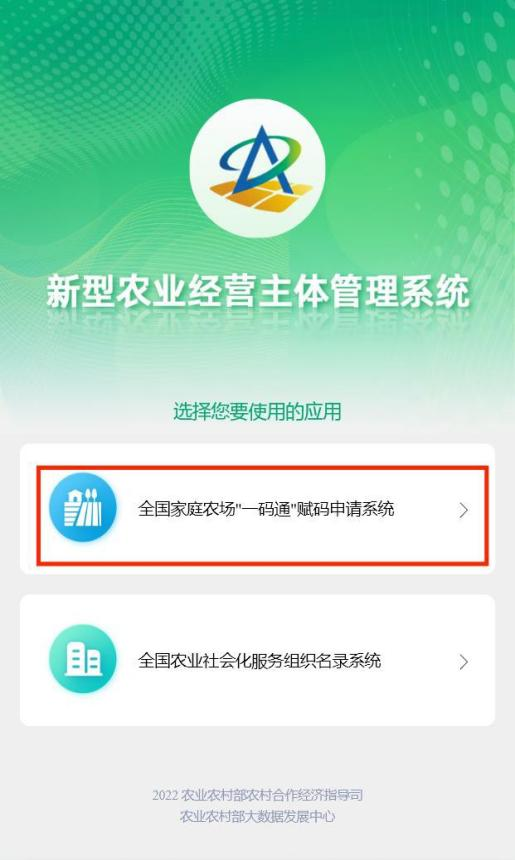 新型农业经营主体管理系统
选择您要使用的应用
全国家庭农场"一码通"赋码申请系统
全国农业社会化服务组织名录系统
2022 农业农村部农村合作经济指导司
农业农村部大数据发展中心